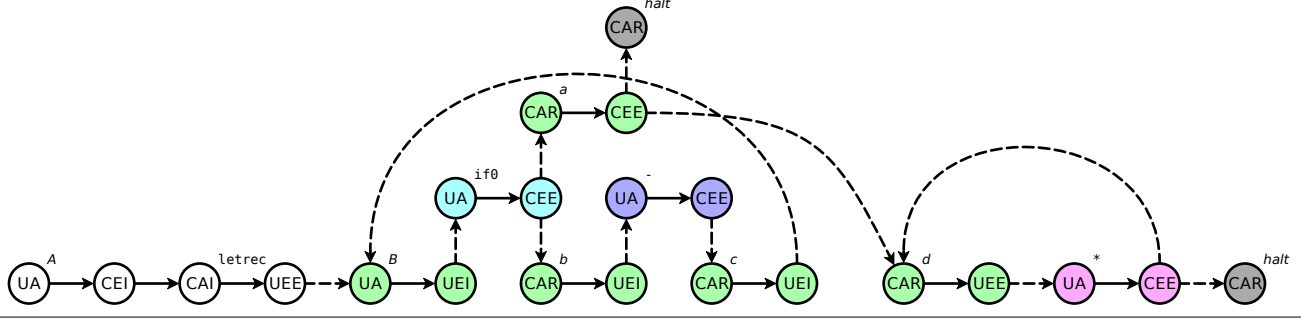 halt
CAR
a
CAR CEE
if0 -
UA CEE UA CEE
A letrec B b c d * halt
UA CEI CAI UEE UA UEI CAR UEI CAR UEI CAR UEE UA CEE CAR